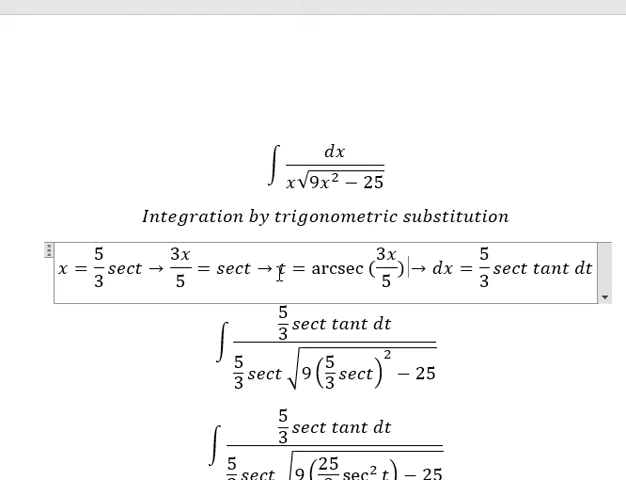 ∫ dx / (x√(9x² − 25))
Integration by trigonometric substitution
x = 5/3 sect → 3x/5 = sect → t = arcsec (3x/5) → dx = 5/3 sect tant dt
∫ (5/3 sect tant dt) / (5/3 sect √(9(5/3 sect)² − 25))
∫ (5/3 sect tant dt) / (5/3 sect √(9(25/ sec² t) − 25))